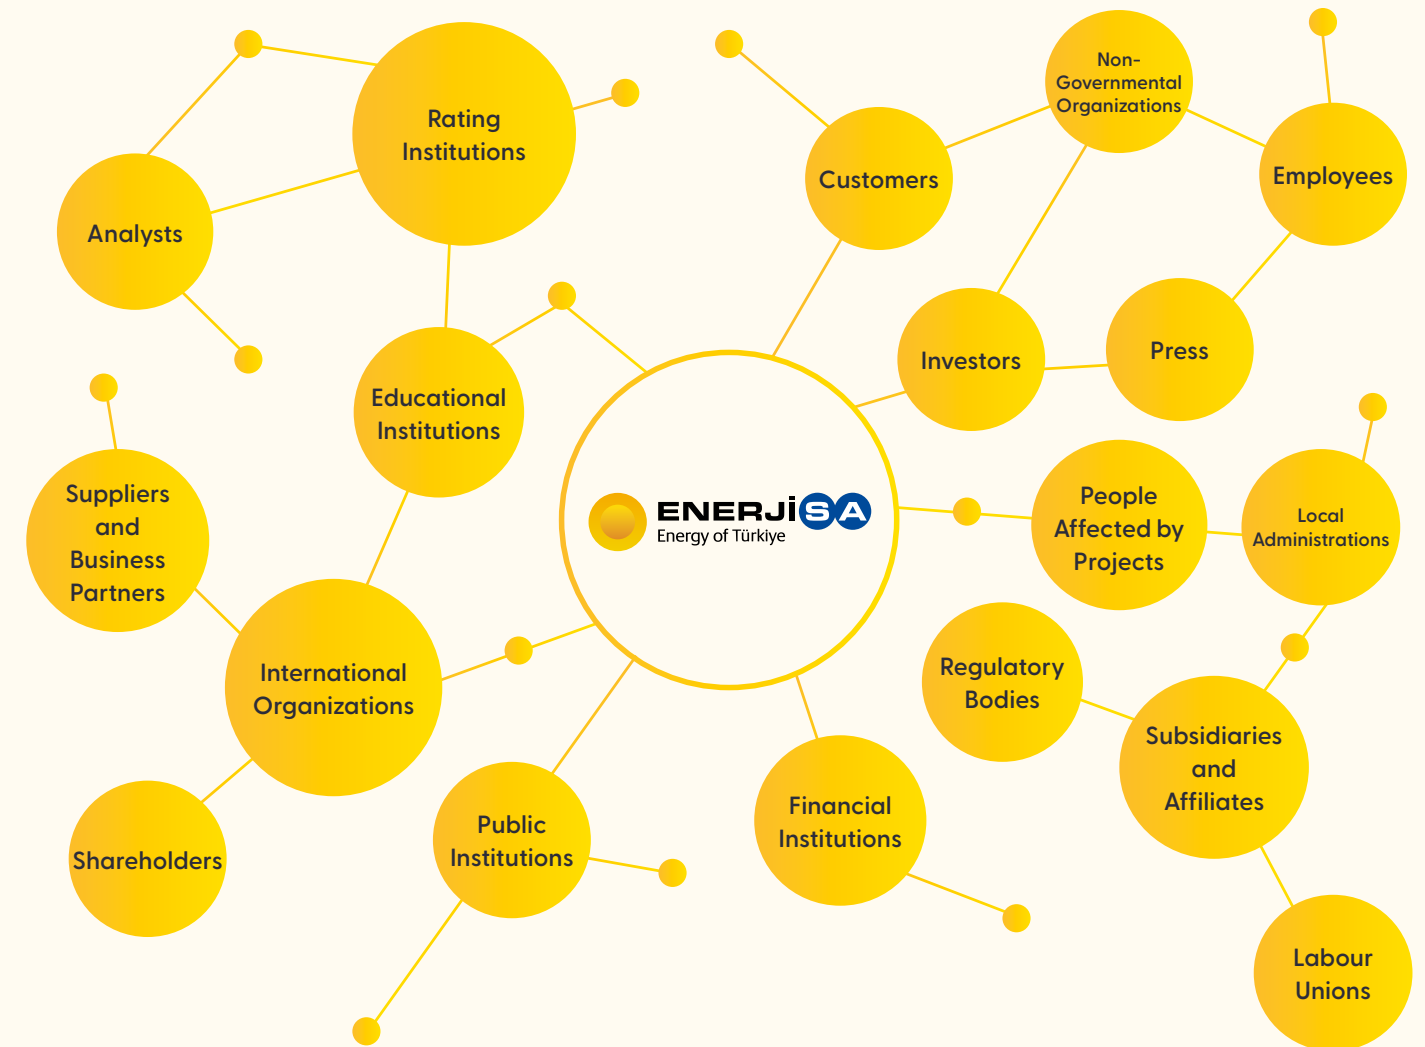 Rating
Institutions
Non-
Governmental
Organizations
Customers
Employees
Analysts
Investors
Press
Educational
Institutions
Suppliers
and
Business
Partners
ENERJİSA
Energy of Türkiye
People
Affected by
Projects
Local
Administrations
International
Organizations
Regulatory
Bodies
Subsidiaries
and
Affiliates
Shareholders
Public
Institutions
Financial
Institutions
Labour
Unions